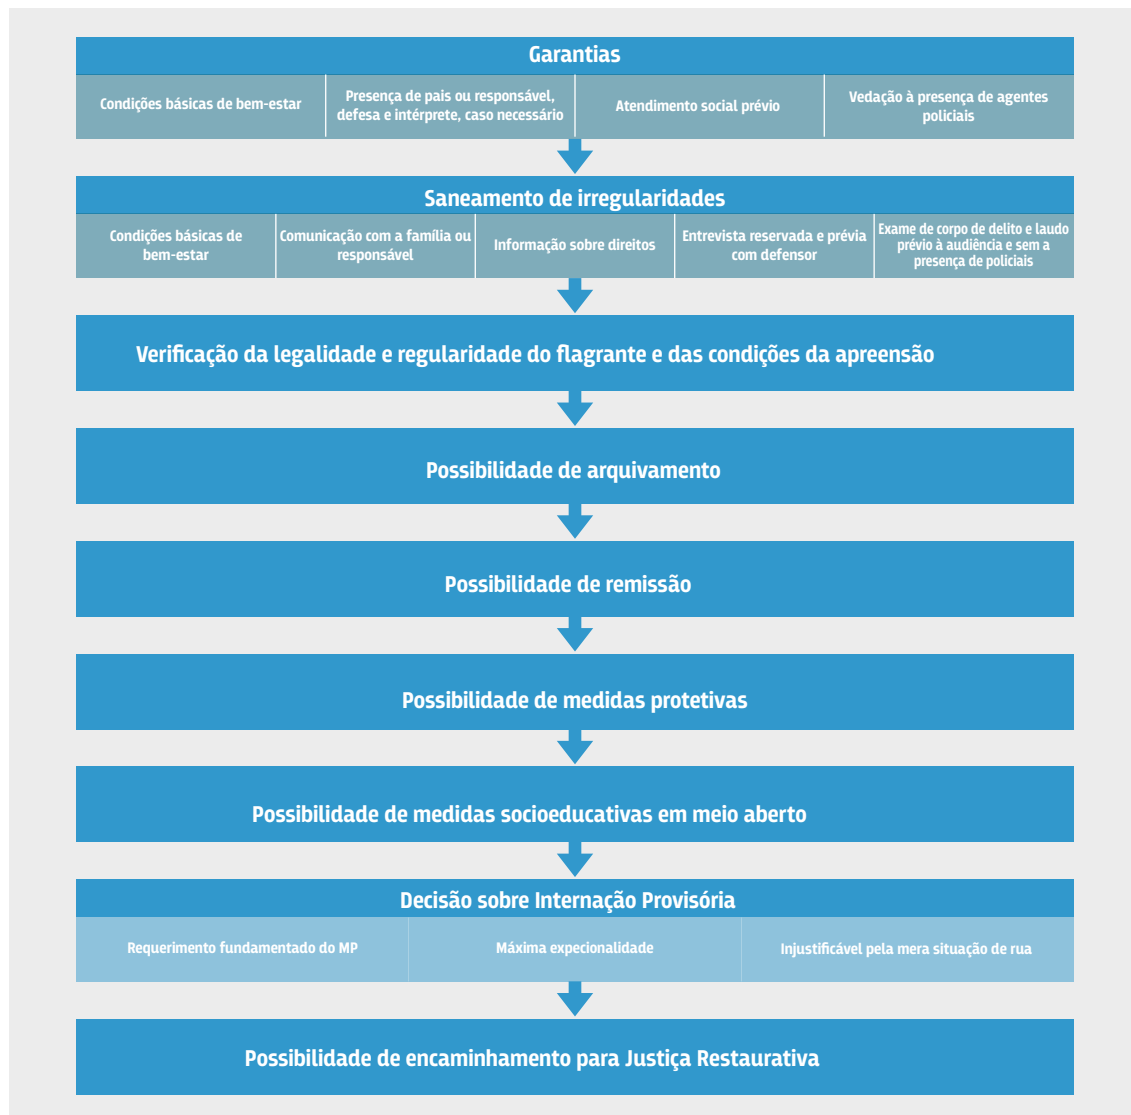 Garantias
Condições básicas de bem-estar
Presença de pais ou responsável,
defesa e intérprete, caso necessário
Atendimento social prévio
Vedação à presença de agentes
policiais
Saneamento de irregularidades
Condições básicas de
bem-estar
Comunicação com a família ou
responsável
Informação sobre direitos
Entrevista reservada e prévia
com defensor
Exame de corpo de delito e laudo
prévio à audiência e sem a
presença de policiais
Verificação da legalidade e regularidade do flagrante e das condições da apreensão
Possibilidade de arquivamento
Possibilidade de remissão
Possibilidade de medidas protetivas
Possibilidade de medidas socioeducativas em meio aberto
Decisão sobre Internação Provisória
Requerimento fundamentado do MP
Máxima expecionalidade
Injustificável pela mera situação de rua
Possibilidade de encaminhamento para Justiça Restaurativa